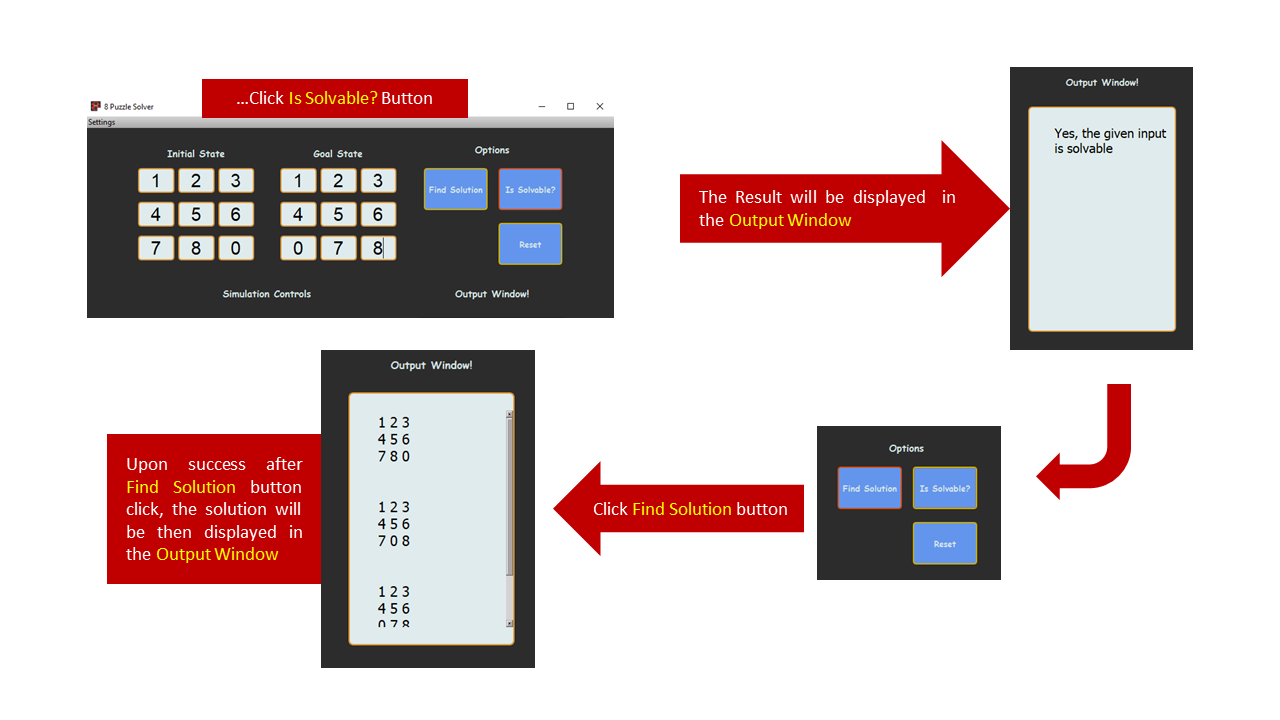 ...Click Is Solvable? Button
8 Puzzle Solver
Settings
Initial State
Goal State
Options
1 2 3
1 2 3
Find Solution
Is Solvable?
4 5 6
4 5 6
7 8 0
0 7 8
Reset
Simulation Controls
Output Window!
The Result will be displayed in
the Output Window
Output Window!
Yes, the given input
is solvable
Options
Find Solution
Is Solvable?
Reset
Click Find Solution button
Output Window!
1 2 3
4 5 6
7 8 0
1 2 3
4 5 6
7 0 8
1 2 3
4 5 6
0 7 8
Upon success after
Find Solution button
click, the solution will
be then displayed in
the Output Window